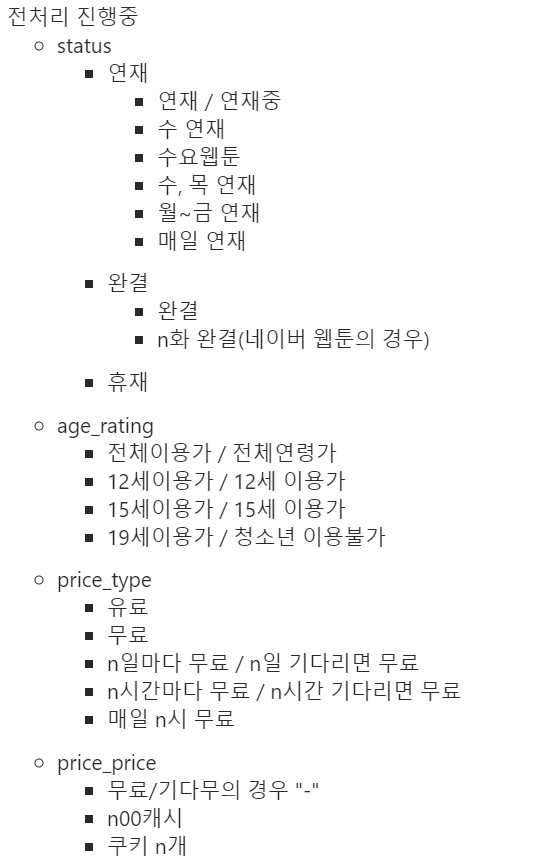 전처리 진행중
status
연재
연재 / 연재중
수 연재
수요웹툰
수, 목 연재
월~금 연재
매일 연재
완결
완결
n화 완결(네이버 웹툰의 경우)
휴재
age_rating
전체이용가 / 전체연령가
12세이용가 / 12세 이용가
15세이용가 / 15세 이용가
19세이용가 / 청소년 이용불가
price_type
유료
무료
n일마다 무료 / n일 기다리면 무료
n시간마다 무료 / n시간 기다리면 무료
매일 n시 무료
price_price
무료/기다무의 경우 "-"
n00캐시
쿠키 n개